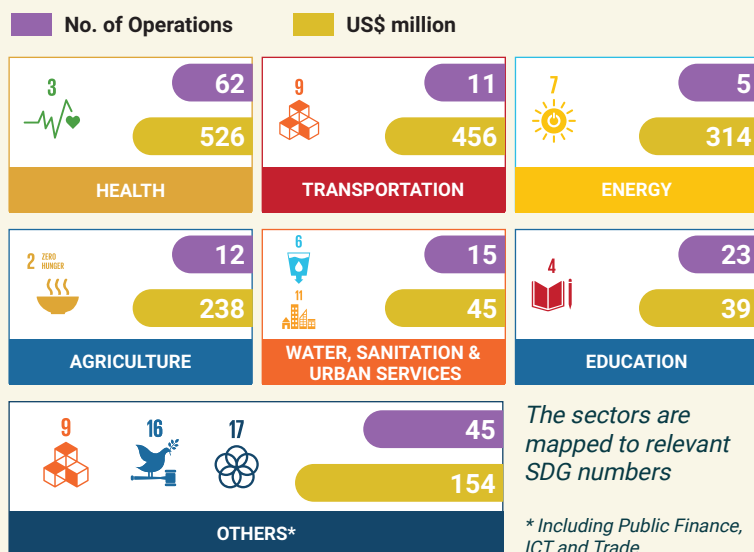 No. of Operations
US$ million
3
62
526
HEALTH
9
11
456
TRANSPORTATION
7
5
314
ENERGY
2 ZERO
HUNGER
12
238
AGRICULTURE
6
11
15
45
WATER, SANITATION &
URBAN SERVICES
4
23
39
EDUCATION
9
16
17
45
154
OTHERS*
The sectors are
mapped to relevant
SDG numbers
* Including Public Finance,
ICT and Trade